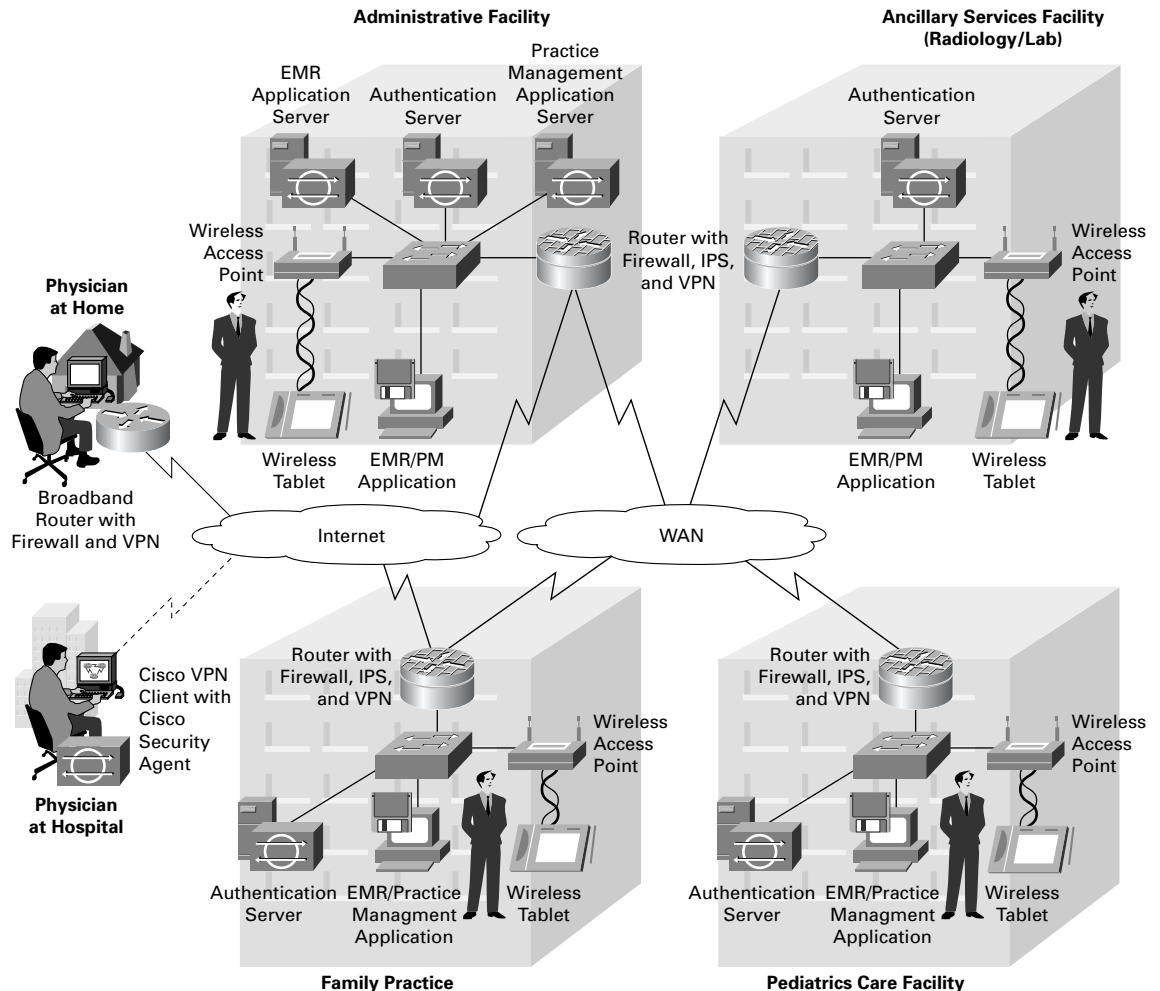 Administrative Facility
Ancillary Services Facility
(Radiology/Lab)
EMR
Application
Server
Authentication
Server
Practice
Management
Application
Server
Authentication
Server
Wireless
Access
Point
Router with
Firewall, IPS,
and VPN
Wireless
Access
Point
Physician
at Home
Wireless
Tablet
EMR/PM
Application
EMR/PM
Application
Wireless
Tablet
Broadband
Router with
Firewall and VPN
Internet
WAN
Cisco VPN
Client with
Cisco
Security
Agent
Physician
at Hospital
Router with
Firewall, IPS,
and VPN
Wireless
Access
Point
Authentication
Server
EMR/Practice
Managment
Application
Wireless
Tablet
Family Practice
Router with
Firewall, IPS,
and VPN
Wireless
Access
Point
Authentication
Server
EMR/Practice
Managment
Application
Wireless
Tablet
Pediatrics Care Facility